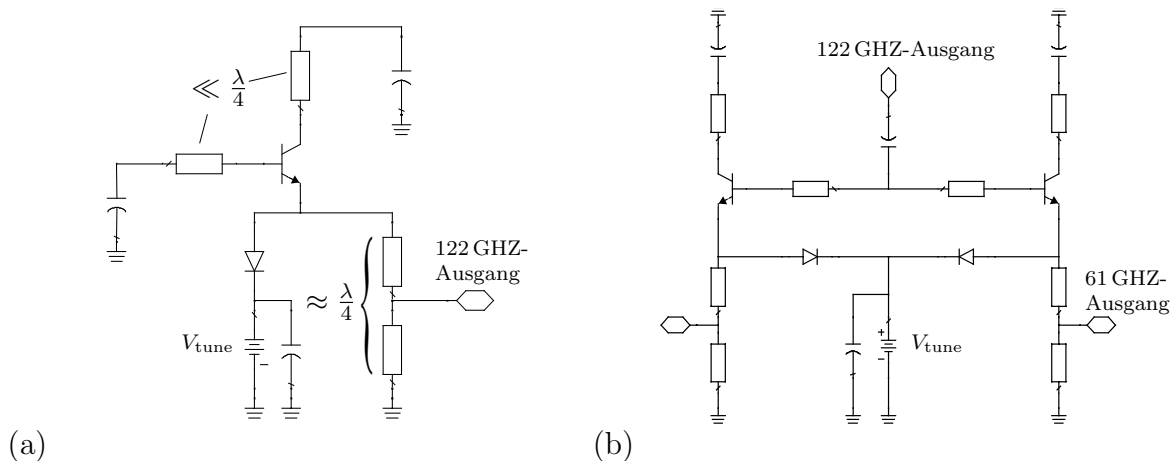 ≪ λ/4
122 GHZ-
Ausgang
≈ λ/4
V_tune
-
(a)
122 GHZ-Ausgang
61 GHZ-
Ausgang
+
-
V_tune
(b)